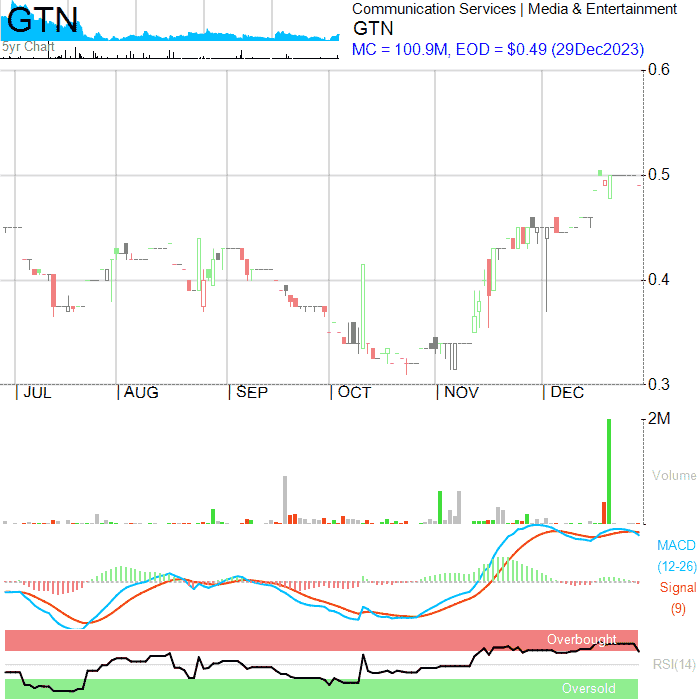 GTN
5yr Chart
Communication Services | Media & Entertainment
GTN
MC = 100.9M, EOD = $0.49 (29Dec2023)
0.6
0.5
0.4
0.3
JUL AUG SEP OCT NOV DEC
2M
Volume
MACD
(12-26)
Signal
(9)
Overbought
RSI(14)
Oversold